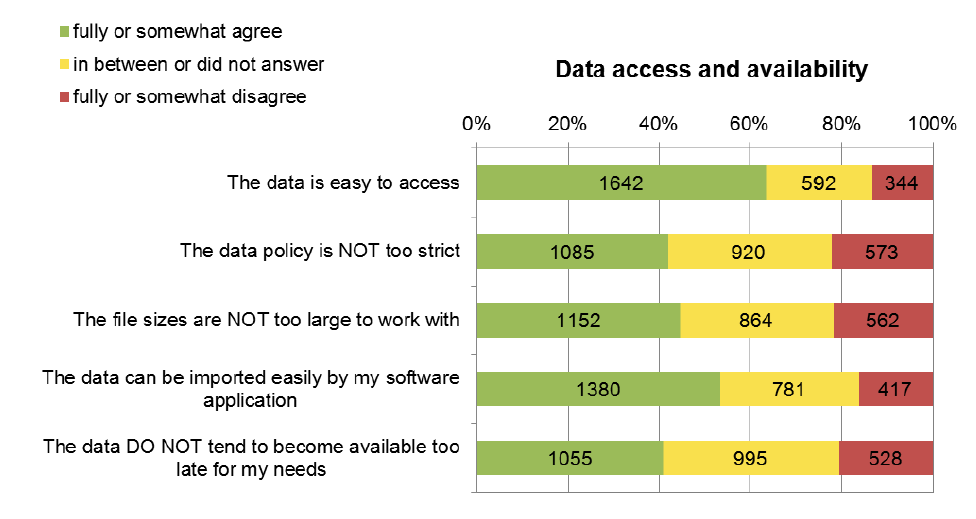 fully or somewhat agree
in between or did not answer
fully or somewhat disagree
Data access and availability
0% 20% 40% 60% 80% 100%
The data is easy to access 1642 592 344
The data policy is NOT too strict 1085 920 573
The file sizes are NOT too large to work with 1152 864 562
The data can be imported easily by my software
application
1380 781 417
The data DO NOT tend to become available too
late for my needs
1055 995 528